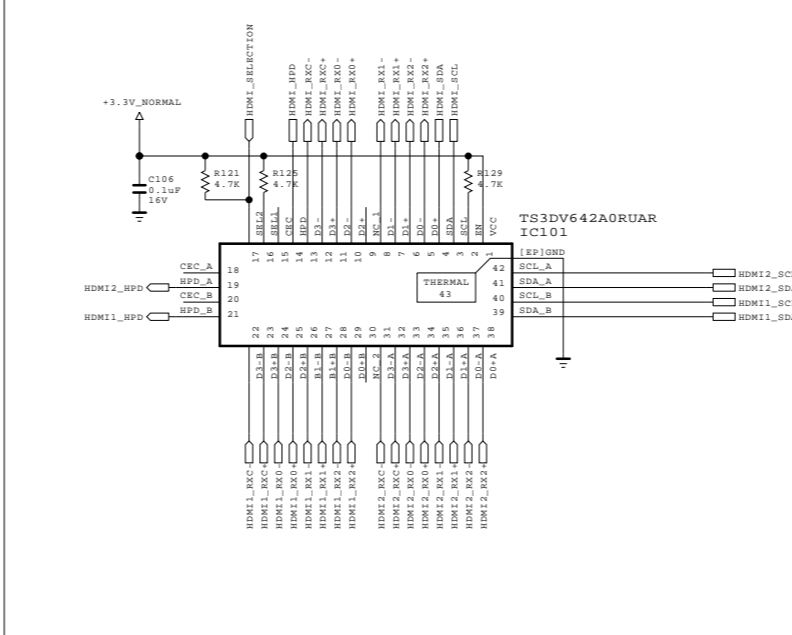 HDMI_SELECTION
HDMI_HPD
HDMI_RXC-
HDMI_RXC+
HDMI_RX0-
HDMI_RX0+
HDMI_RX1-
HDMI_RX1+
HDMI_RX2-
HDMI_RX2+
HDMI_SDA
HDMI_SCL
+3.3V_NORMAL
C106
0.1uF
16V
R121
4.7K
R125
4.7K
R129
4.7K
SEL2
SEL1
CEC
HPD
D3-
D3+
D2-
D2+
NC_1
D1-
D1+
D0-
D0+
SDA
SCL
EN
VCC
TS3DV642A0RUAR
IC101
17
16
15
14
13
12
11
10
9
8
7
6
5
4
3
2
1
[EP]GND
THERMAL
43
CEC_A
18
HPD_A
19
HDMI2_HPD
CEC_B
20
HPD_B
21
HDMI1_HPD
42
SCL_A
HDMI2_SCL
41
SDA_A
HDMI2_SDA
40
SCL_B
HDMI1_SCL
39
SDA_B
HDMI1_SDA
22
23
24
25
26
27
28
29
30
31
32
33
34
35
36
37
38
D3-B
D3+B
D2-B
D2+B
B1-B
B1+B
D0-B
D0+B
NC_2
D3-A
D3+A
D2-A
D2+A
D1-A
D1+A
D0-A
D0+A
HDMI1_RXC-
HDMI1_RXC+
HDMI1_RX0-
HDMI1_RX0+
HDMI1_RX1-
HDMI1_RX1+
HDMI1_RX2-
HDMI1_RX2+
HDMI2_RXC-
HDMI2_RXC+
HDMI2_RX0-
HDMI2_RX0+
HDMI2_RX1-
HDMI2_RX1+
HDMI2_RX2-
HDMI2_RX2+